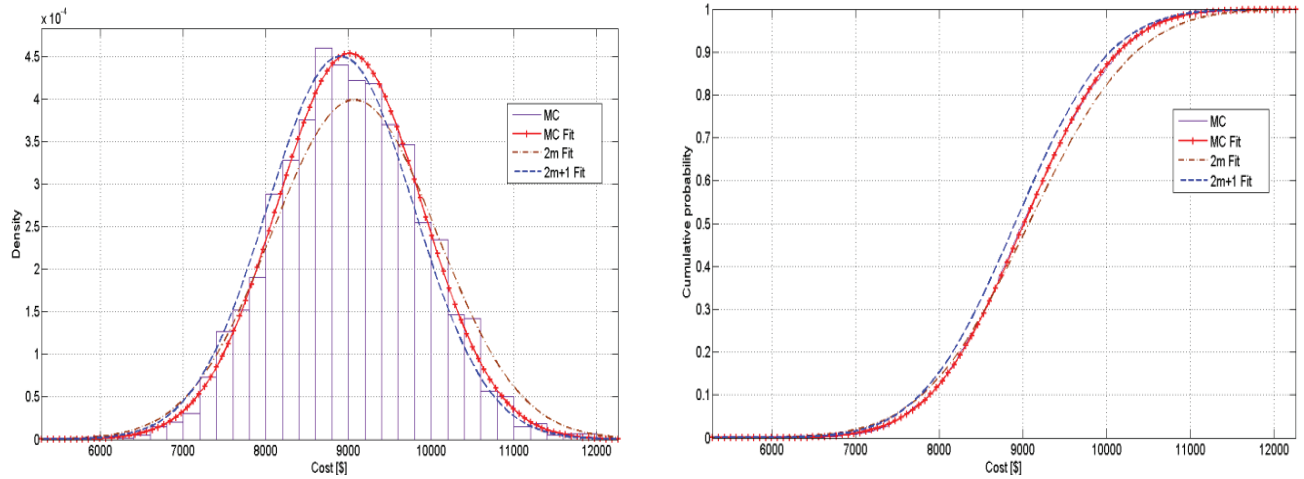 x 10^-4
4.5
4
3.5
3
2.5
2
1.5
1
0.5
0
Density
6000 7000 8000 9000 10000 11000 12000
Cost [$]
MC
MC Fit
2m Fit
2m+1 Fit
1
0.9
0.8
0.7
0.6
0.5
0.4
0.3
0.2
0.1
0
Cumulative probability
6000 7000 8000 9000 10000 11000 12000
Cost [$]
MC
MC Fit
2m Fit
2m+1 Fit